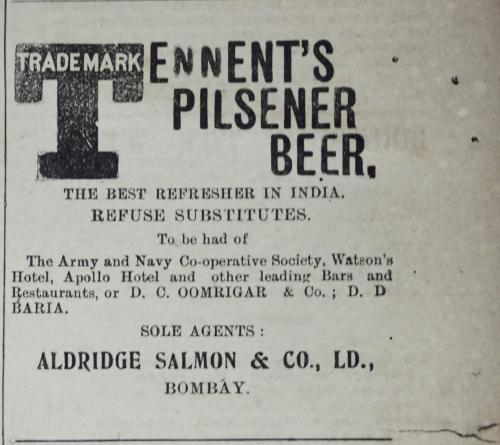 TRADE MARK
TENNENT'S
PILSENER
BEER.
THE BEST REFRESHER IN INDIA.
REFUSE SUBSTITUTES.
To be had of
The Army and Navy Co-operative Society, Watson's
Hotel, Apollo Hotel and other leading Bars and
Restaurants, or D. C. OOMRIGAR & Co. ; D. D
BARIA.
SOLE AGENTS :
ALDRIDGE SALMON & CO., LD.,
BOMBAY.